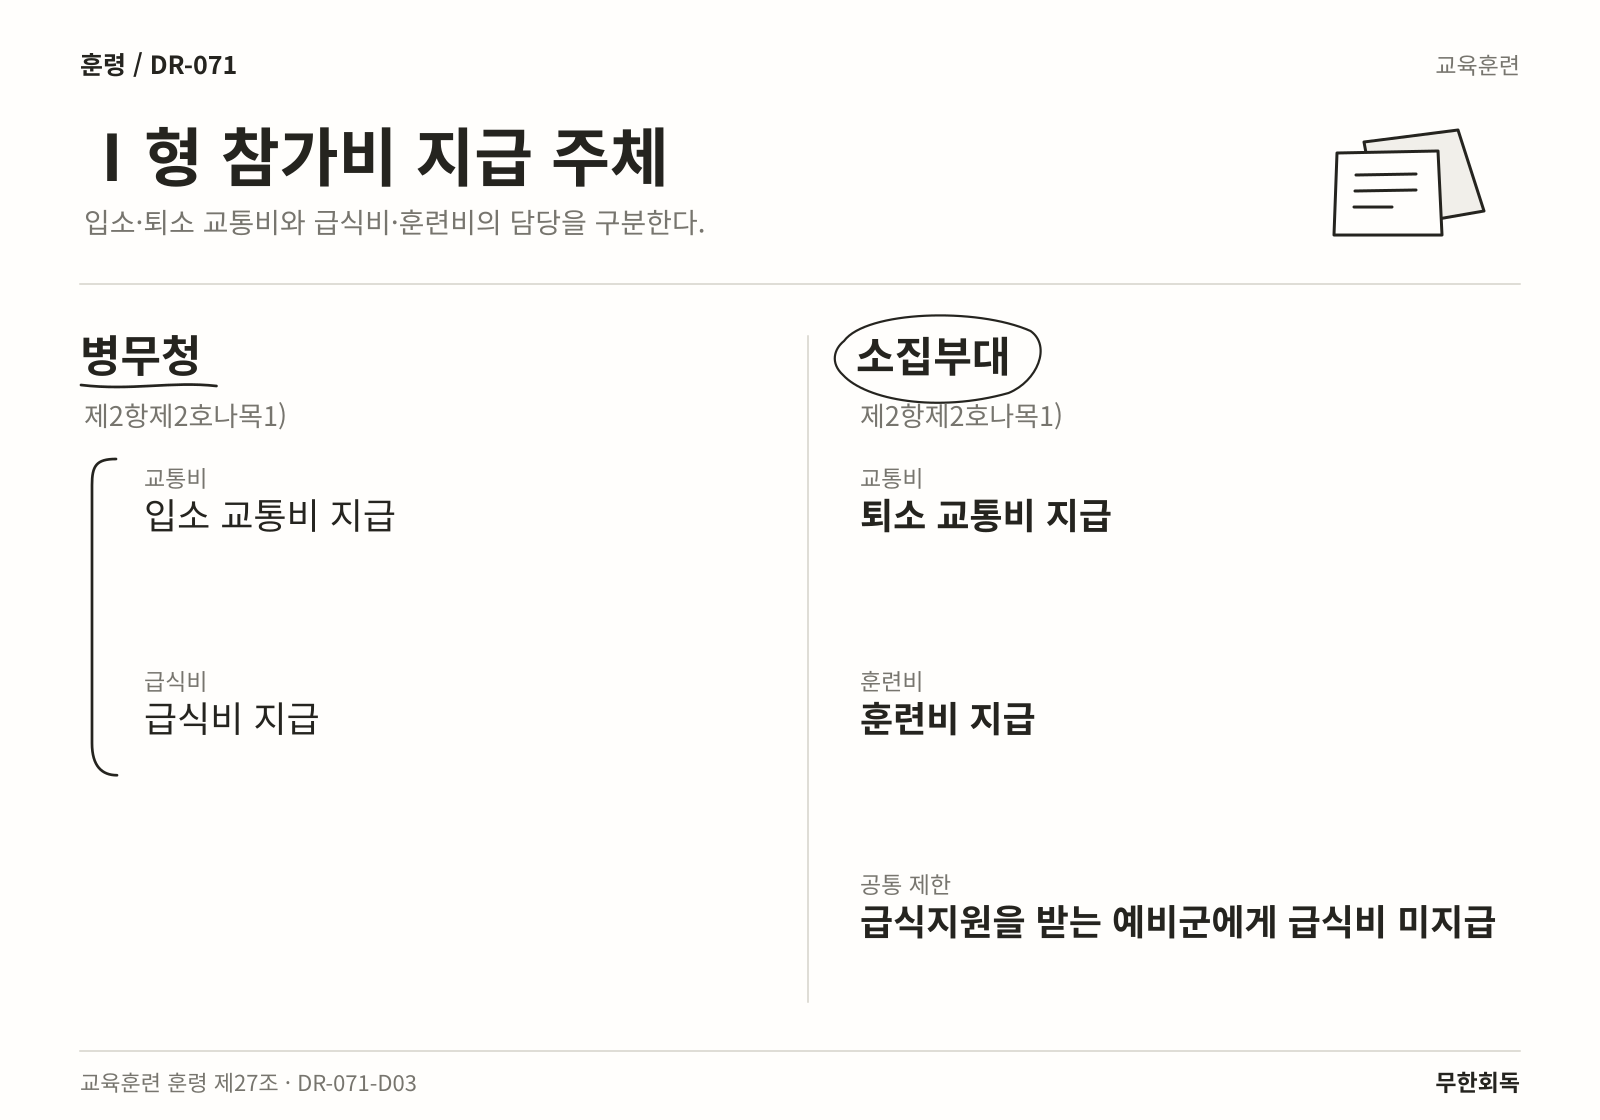 훈령 / DR-071
교육훈련
Ⅰ형 참가비 지급 주체
입소·퇴소 교통비와 급식비·훈련비의 담당을 구분한다.
병무청
제2항제2호나목1)
교통비
입소 교통비 지급
급식비
급식비 지급
소집부대
제2항제2호나목1)
교통비
퇴소 교통비 지급
훈련비
훈련비 지급
공통 제한
급식지원을 받는 예비군에게 급식비 미지급
교육훈련 훈령 제27조 · DR-071-D03
무한회독